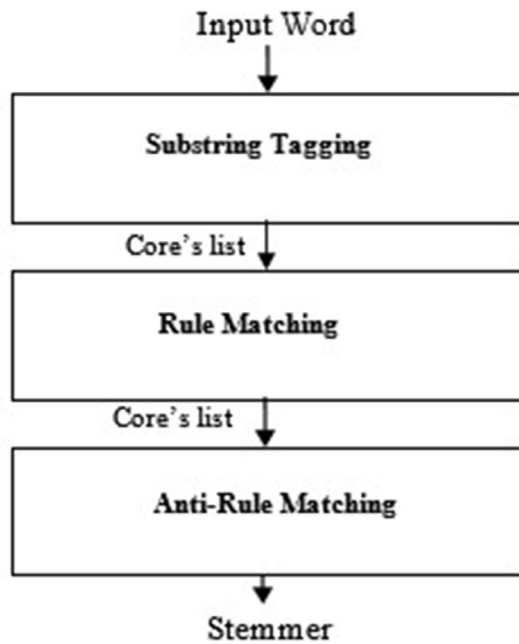 Input Word
Substring Tagging
Core's list
Rule Matching
Core's list
Anti-Rule Matching
Stemmer